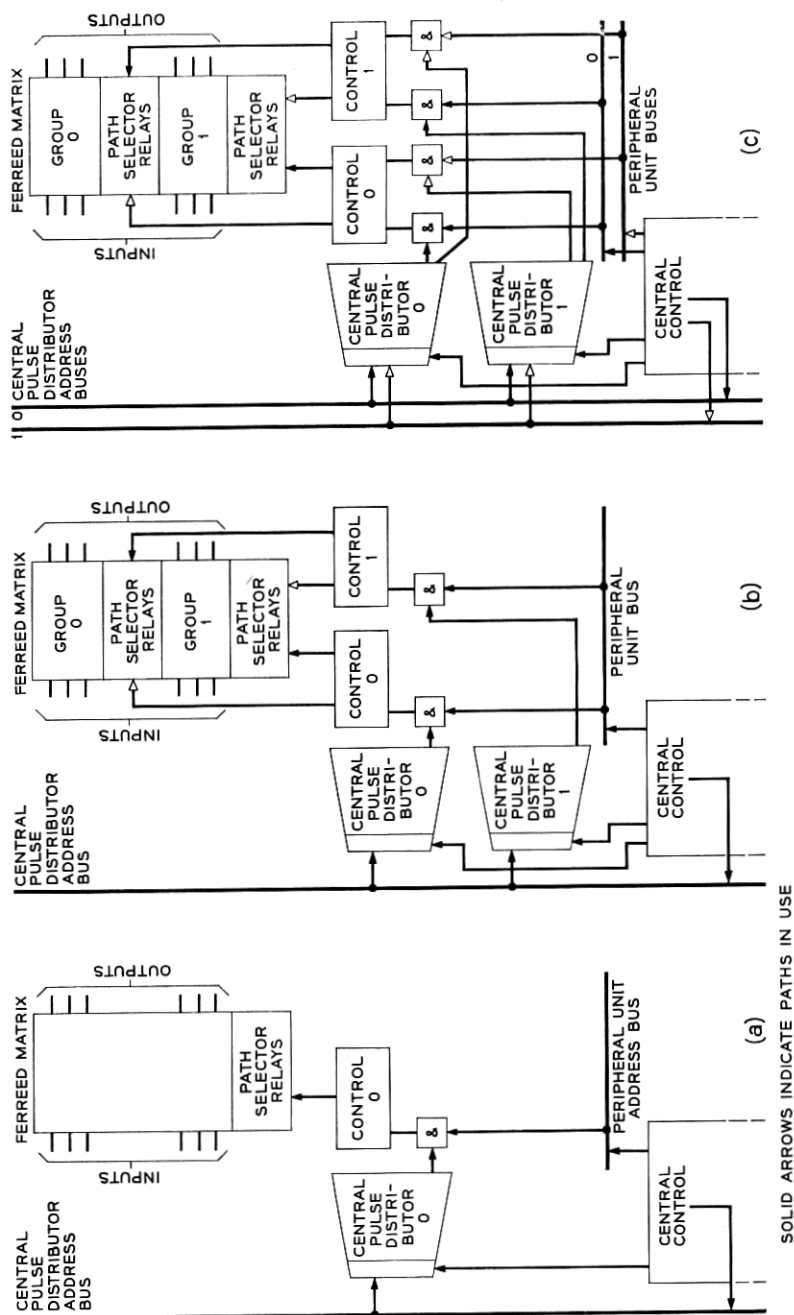 CENTRAL
PULSE
DISTRIBUTOR
ADDRESS
BUS
FERREED MATRIX
INPUTS
OUTPUTS
PATH
SELECTOR
RELAYS
CONTROL
0
&
CENTRAL
PULSE
DISTRI-
BUTOR
0
PERIPHERAL UNIT
ADDRESS BUS
CENTRAL
CONTROL
(a)
CENTRAL
PULSE
DISTRIBUTOR
ADDRESS
BUS
FERREED MATRIX
INPUTS
OUTPUTS
GROUP
0
PATH
SELECTOR
RELAYS
GROUP
1
PATH
SELECTOR
RELAYS
CONTROL
0
CONTROL
1
&
&
CENTRAL
PULSE
DISTRI-
BUTOR
0
CENTRAL
PULSE
DISTRI-
BUTOR
1
PERIPHERAL
UNIT BUS
CENTRAL
CONTROL
(b)
1 0 CENTRAL
PULSE
DISTRIBUTOR
ADDRESS
BUSES
FERREED MATRIX
INPUTS
OUTPUTS
GROUP
0
PATH
SELECTOR
RELAYS
GROUP
1
PATH
SELECTOR
RELAYS
CONTROL
0
CONTROL
1
&
&
&
&
CENTRAL
PULSE
DISTRI-
BUTOR
0
CENTRAL
PULSE
DISTRI-
BUTOR
1
0
1
PERIPHERAL
UNIT BUSES
CENTRAL
CONTROL
(c)
SOLID ARROWS INDICATE PATHS IN USE